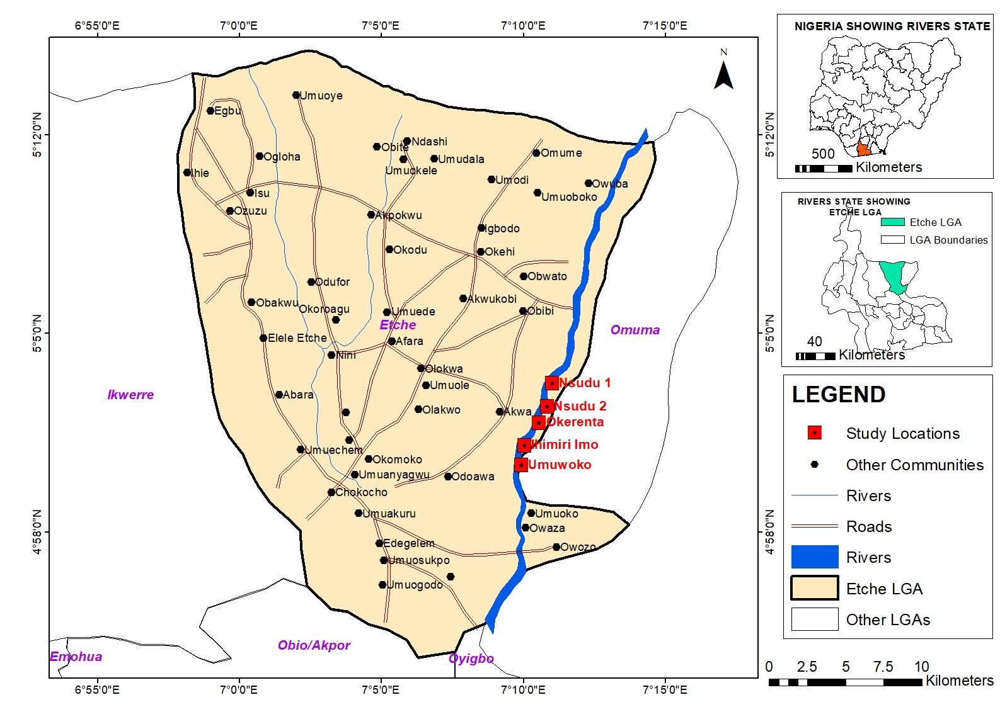 6°55'0"E 7°0'0"E 7°5'0"E 7°10'0"E 7°15'0"E
5°12'0"N
5°5'0"N
4°58'0"N
N
Umuoye
Egbu
Ndashi
Obite
Omume
Ogloha
Umudala
Umuokele
Ihie
Umodi
Owuba
Isu
Umuoboko
Ozuzu
Akpokwu
Igbodo
Okodu
Okehi
Obwato
Odufor
Akwukobi
Obakwu
Okoroagu
Umuede
Obibi
Etche
Omuma
Elele Etche
Afara
Nini
Olokwa
Nsudu 1
Umuole
Ikwerre
Abara
Nsudu 2
Olakwo
Akwa
Okerenta
Ihimiri Imo
Umuechem
Okomoko
Umuwoko
Umuanyagwu
Odoawa
Chokocho
Umuakuru
Umuoko
Owaza
Edegelem
Owozo
Umuosukpo
Umuogodo
Obio/Akpor
Emohua
Oyigbo
6°55'0"E 7°0'0"E 7°5'0"E 7°10'0"E 7°15'0"E
5°12'0"N
5°5'0"N
4°58'0"N
NIGERIA SHOWING RIVERS STATE
500
Kilometers
RIVERS STATE SHOWING
ETCHE LGA
Etche LGA
LGA Boundaries
40
Kilometers
LEGEND
Study Locations
Other Communities
Rivers
Roads
Rivers
Etche LGA
Other LGAs
0 2.5 5 7.5 10
Kilometers